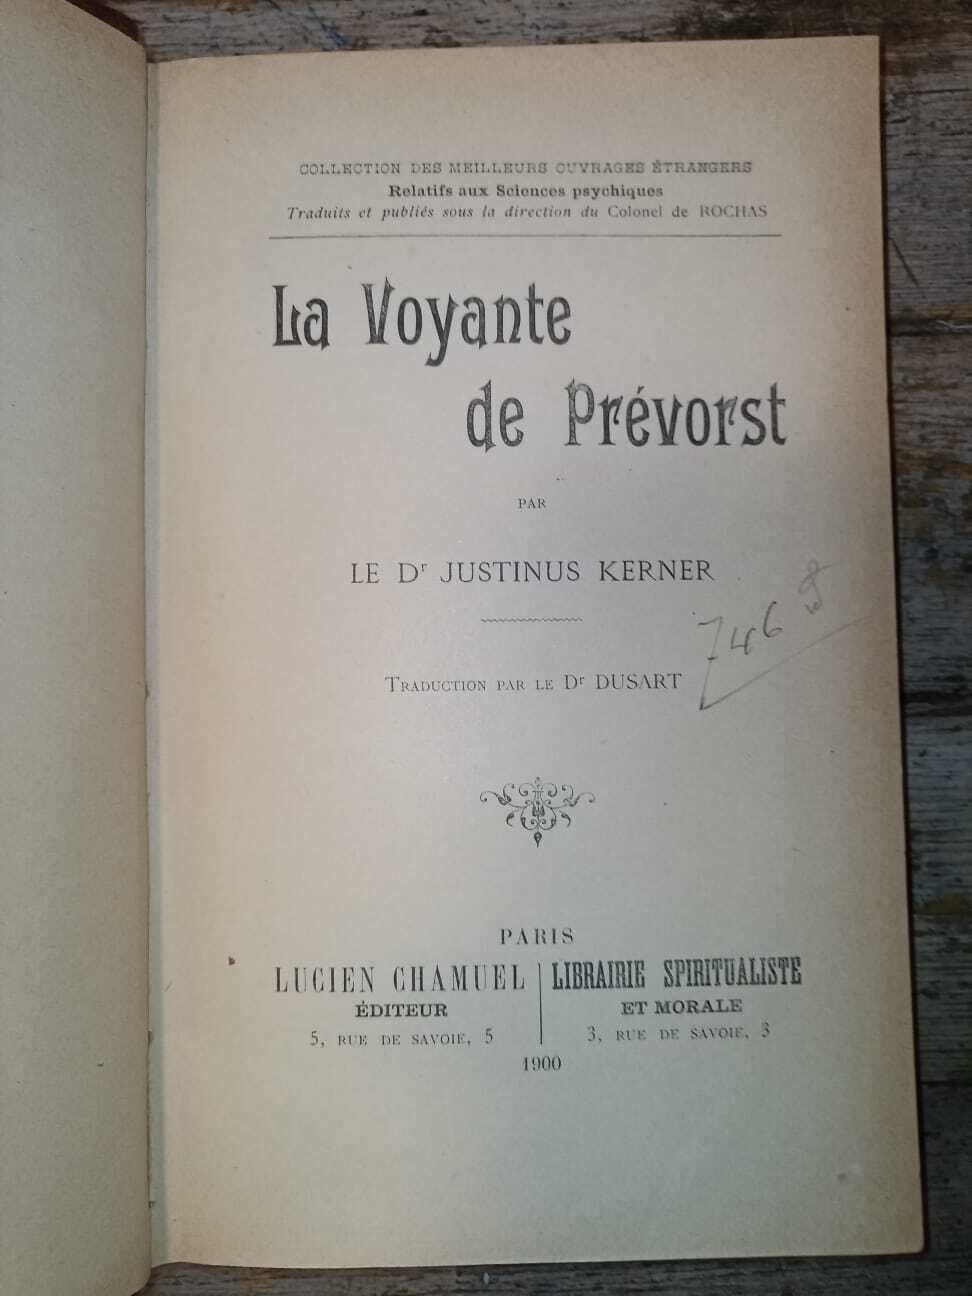 COLLECTION DES MEILLEURS OUVRAGES ÉTRANGERS
Relatifs aux Sciences psychiques
Traduits et publiés sous la direction du Colonel de ROCHAS
La Voyante
de Prévorst
PAR
LE Dr JUSTINUS KERNER
746
TRADUCTION PAR LE Dr DUSART
PARIS
LUCIEN CHAMUEL
ÉDITEUR
5, RUE DE SAVOIE, 5
LIBRAIRIE SPIRITUALISTE
ET MORALE
3, RUE DE SAVOIE, 3
1900